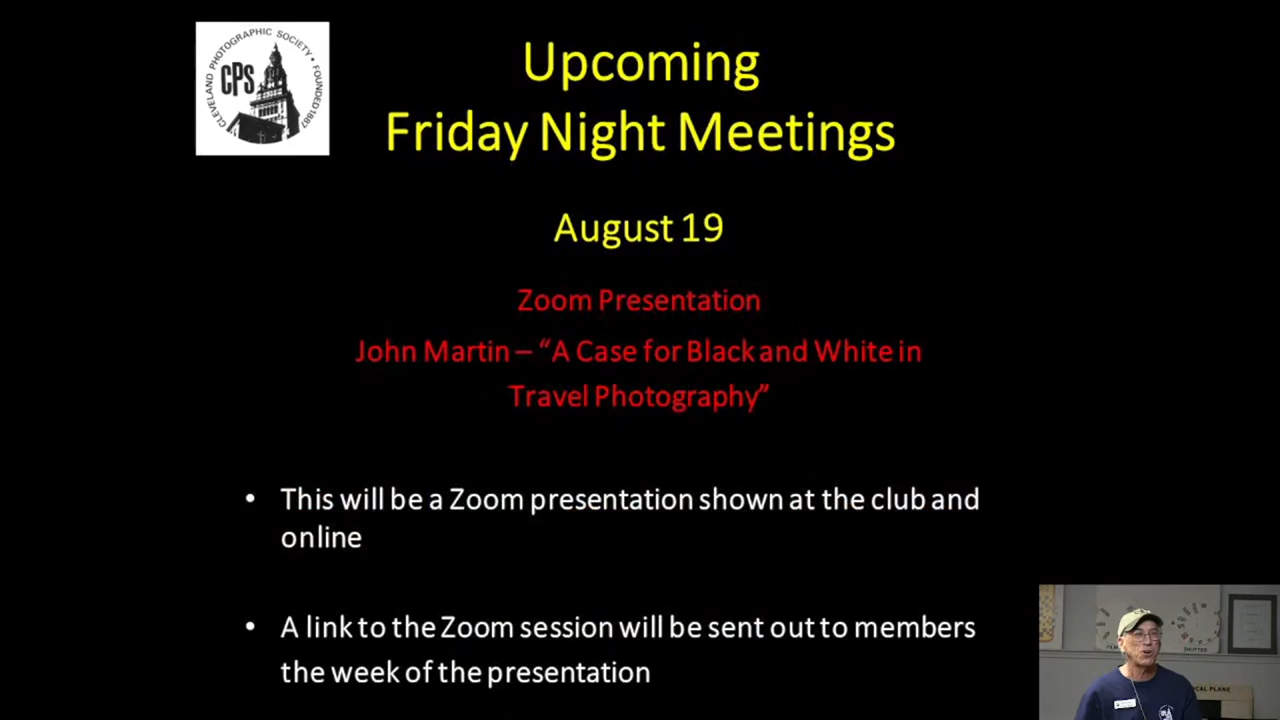 CLEVELAND PHOTOGRAPHIC SOCIETY • FOUNDED 1887
CPS
Upcoming
Friday Night Meetings
August 19
Zoom Presentation
John Martin – “A Case for Black and White in
Travel Photography”
• This will be a Zoom presentation shown at the club and
online
• A link to the Zoom session will be sent out to members
the week of the presentation
SHUTTER